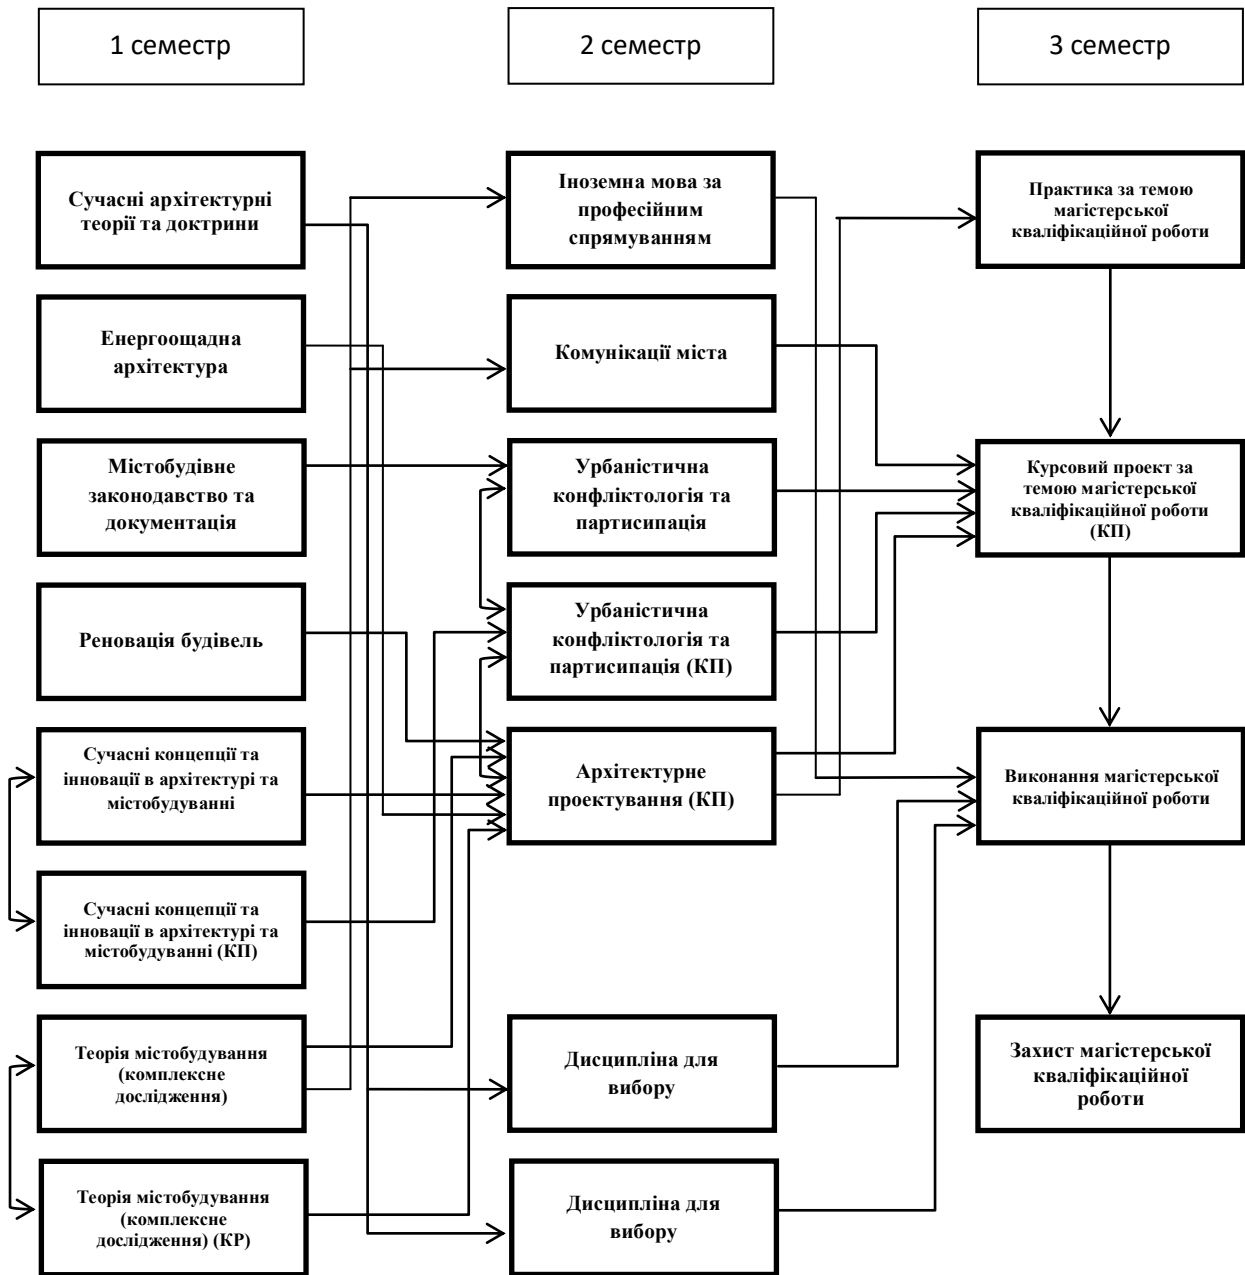 1 семестр
2 семестр
3 семестр
Сучасні архітектурні
теорії та доктрини
Енергоощадна
архітектура
Містобудівне
законодавство та
документація
Реновація будівель
Сучасні концепції та
інновації в архітектурі та
містобудуванні
Сучасні концепції та
інновації в архітектурі та
містобудуванні (КП)
Теорія містобудування
(комплексне
дослідження)
Теорія містобудування
(комплексне
дослідження) (КР)
Іноземна мова за
професійним
спрямуванням
Комунікації міста
Урбаністична
конфліктологія та
партисипація
Урбаністична
конфліктологія та
партисипація (КП)
Архітектурне
проектування (КП)
Дисципліна для
вибору
Дисципліна для
вибору
Практика за темою
магістерської
кваліфікаційної роботи
Курсовий проект за
темою магістерської
кваліфікаційної роботи
(КП)
Виконання магістерської
кваліфікаційної роботи
Захист магістерської
кваліфікаційної
роботи